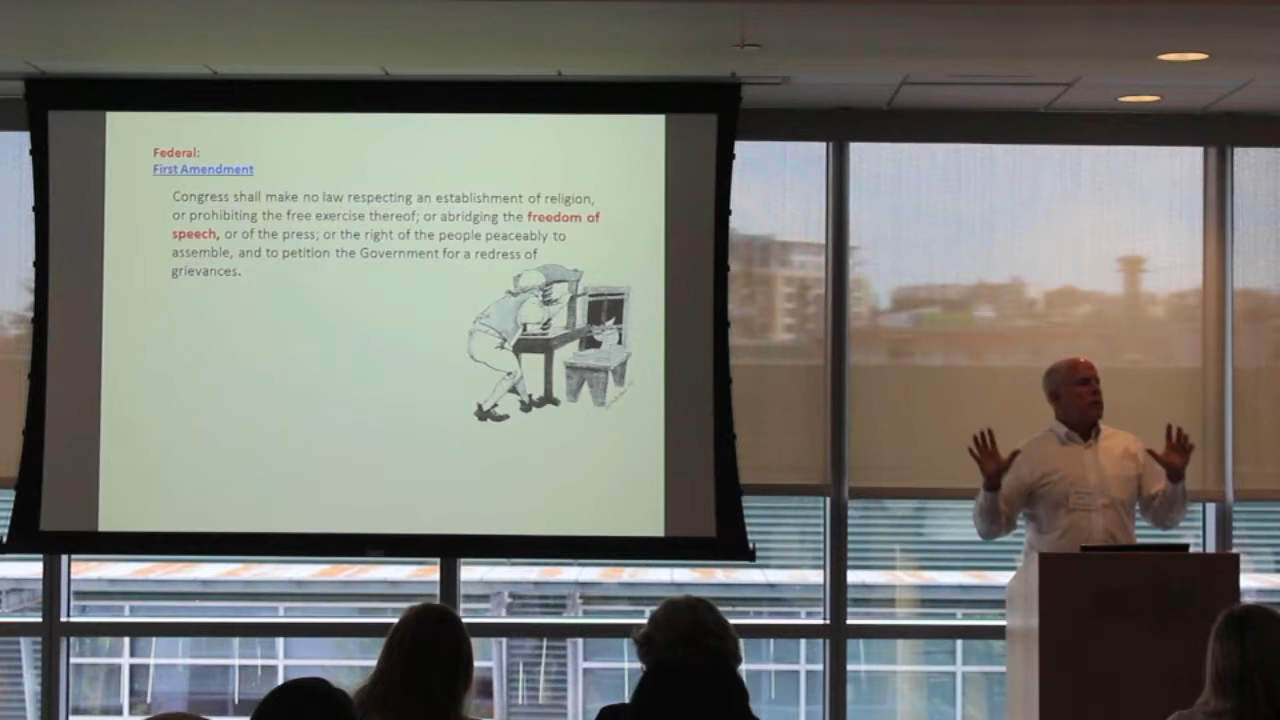 Federal:
First Amendment
Congress shall make no law respecting an establishment of religion,
or prohibiting the free exercise thereof; or abridging the freedom of
speech, or of the press; or the right of the people peaceably to
assemble, and to petition the Government for a redress of
grievances.